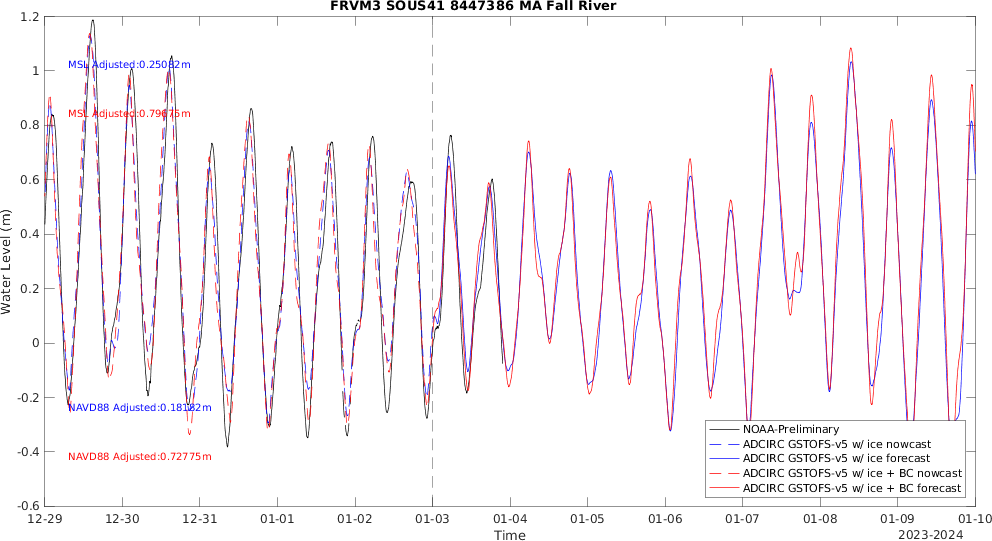 FRVM3 SOUS41 8447386 MA Fall River
Water Level (m)
1.2
1
0.8
0.6
0.4
0.2
0
-0.2
-0.4
-0.6
MSL Adjusted:0.25082m
MSL Adjusted:0.79676m
NAVD88 Adjusted:0.18182m
NAVD88 Adjusted:0.72775m
NOAA-Preliminary
ADCIRC GSTOFS-v5 w/ ice nowcast
ADCIRC GSTOFS-v5 w/ ice forecast
ADCIRC GSTOFS-v5 w/ ice + BC nowcast
ADCIRC GSTOFS-v5 w/ ice + BC forecast
12-29 12-30 12-31 01-01 01-02 01-03 01-04 01-05 01-06 01-07 01-08 01-09 01-10
Time
2023-2024